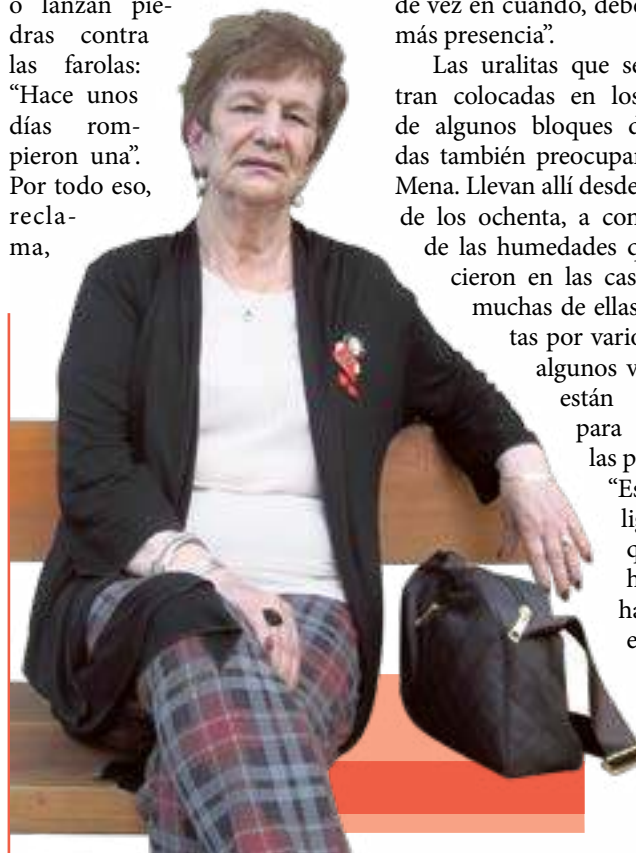 o lanzan pie-
dras contra
las farolas:
“Hace unos
días rom-
pieron una”.
Por todo eso,
recla-
ma,
de vez en cuando, debe
más presencia”.
Las uralitas que se
tran colocadas en los
de algunos bloques d
das también preocupan
Mena. Llevan allí desde
de los ochenta, a con
de las humedades q
cieron en las cas
muchas de ellas
tas por vario
algunos v
están
para
las p
“Es
lig
q
h
ha
e